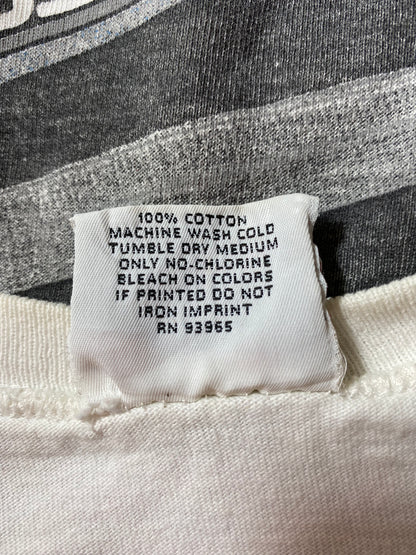 100% COTTON
MACHINE WASH COLD
TUMBLE DRY MEDIUM
ONLY NO-CHLORINE
BLEACH ON COLORS
IF PRINTED DO NOT
IRON IMPRINT
RN 93965